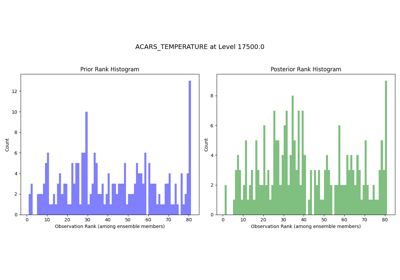 ACARS_TEMPERATURE at Level 17500.0
Prior Rank Histogram
Posterior Rank Histogram
Count
12
10
8
6
4
2
0
0 10 20 30 40 50 60 70 80
Observation Rank (among ensemble members)
Count
8
6
4
2
0
0 10 20 30 40 50 60 70 80
Observation Rank (among ensemble members)